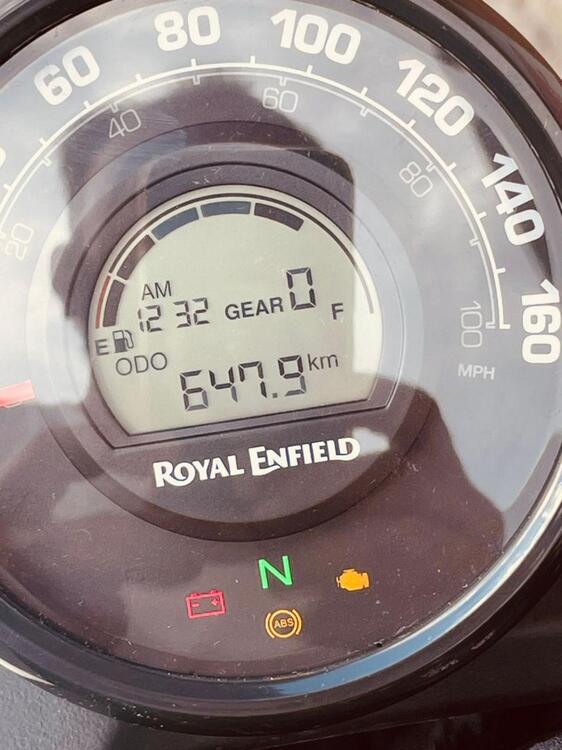 60 80 100 120 140 160
20 40 60 80 100
MPH
AM
12 32 GEAR 0
E F
ODO 647.9 km
ROYAL ENFIELD
N
ABS